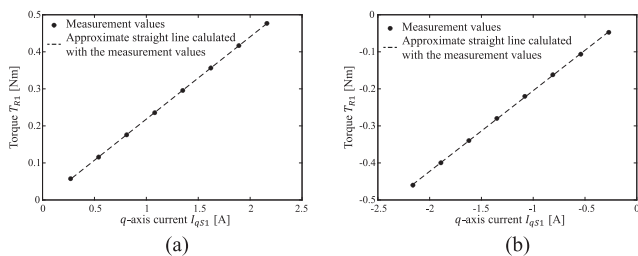 0.5
0.4
0.3
0.2
0.1
0
0
0.5
1
1.5
2
2.5
Torque T_R1 [Nm]
q-axis current I_qS1 [A]
Measurement values
Approximate straight line calulated
with the measurement values
(a)
0
-0.1
-0.2
-0.3
-0.4
-0.5
-2.5
-2
-1.5
-1
-0.5
0
Torque T_R1 [Nm]
q-axis current I_qS1 [A]
Measurement values
Approximate straight line calulated
with the measurement values
(b)